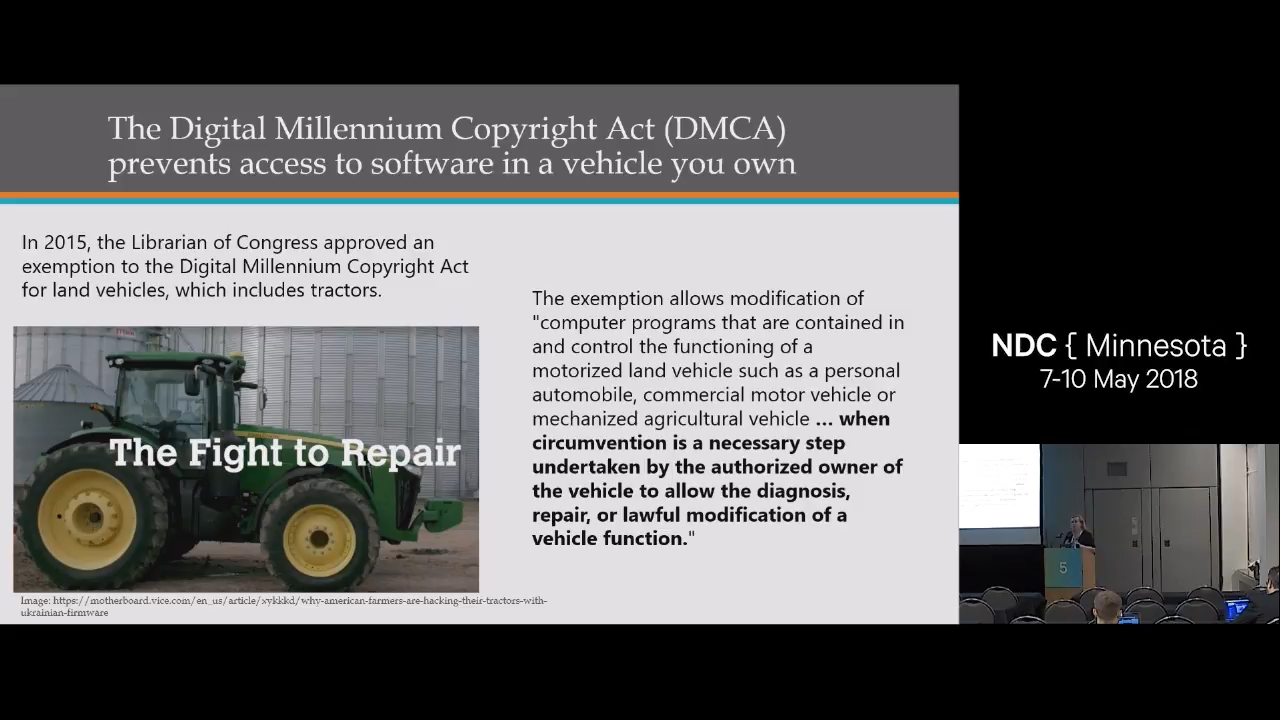 The Digital Millennium Copyright Act (DMCA)
prevents access to software in a vehicle you own
In 2015, the Librarian of Congress approved an
exemption to the Digital Millennium Copyright Act
for land vehicles, which includes tractors.
The Fight to Repair
Image: https://motherboard.vice.com/en_us/article/xykkkd/why-american-farmers-are-hacking-their-tractors-with-
ukrainian-firmware
The exemption allows modification of
"computer programs that are contained in
and control the functioning of a
motorized land vehicle such as a personal
automobile, commercial motor vehicle or
mechanized agricultural vehicle … when
circumvention is a necessary step
undertaken by the authorized owner of
the vehicle to allow the diagnosis,
repair, or lawful modification of a
vehicle function."
NDC { Minnesota }
7-10 May 2018
5